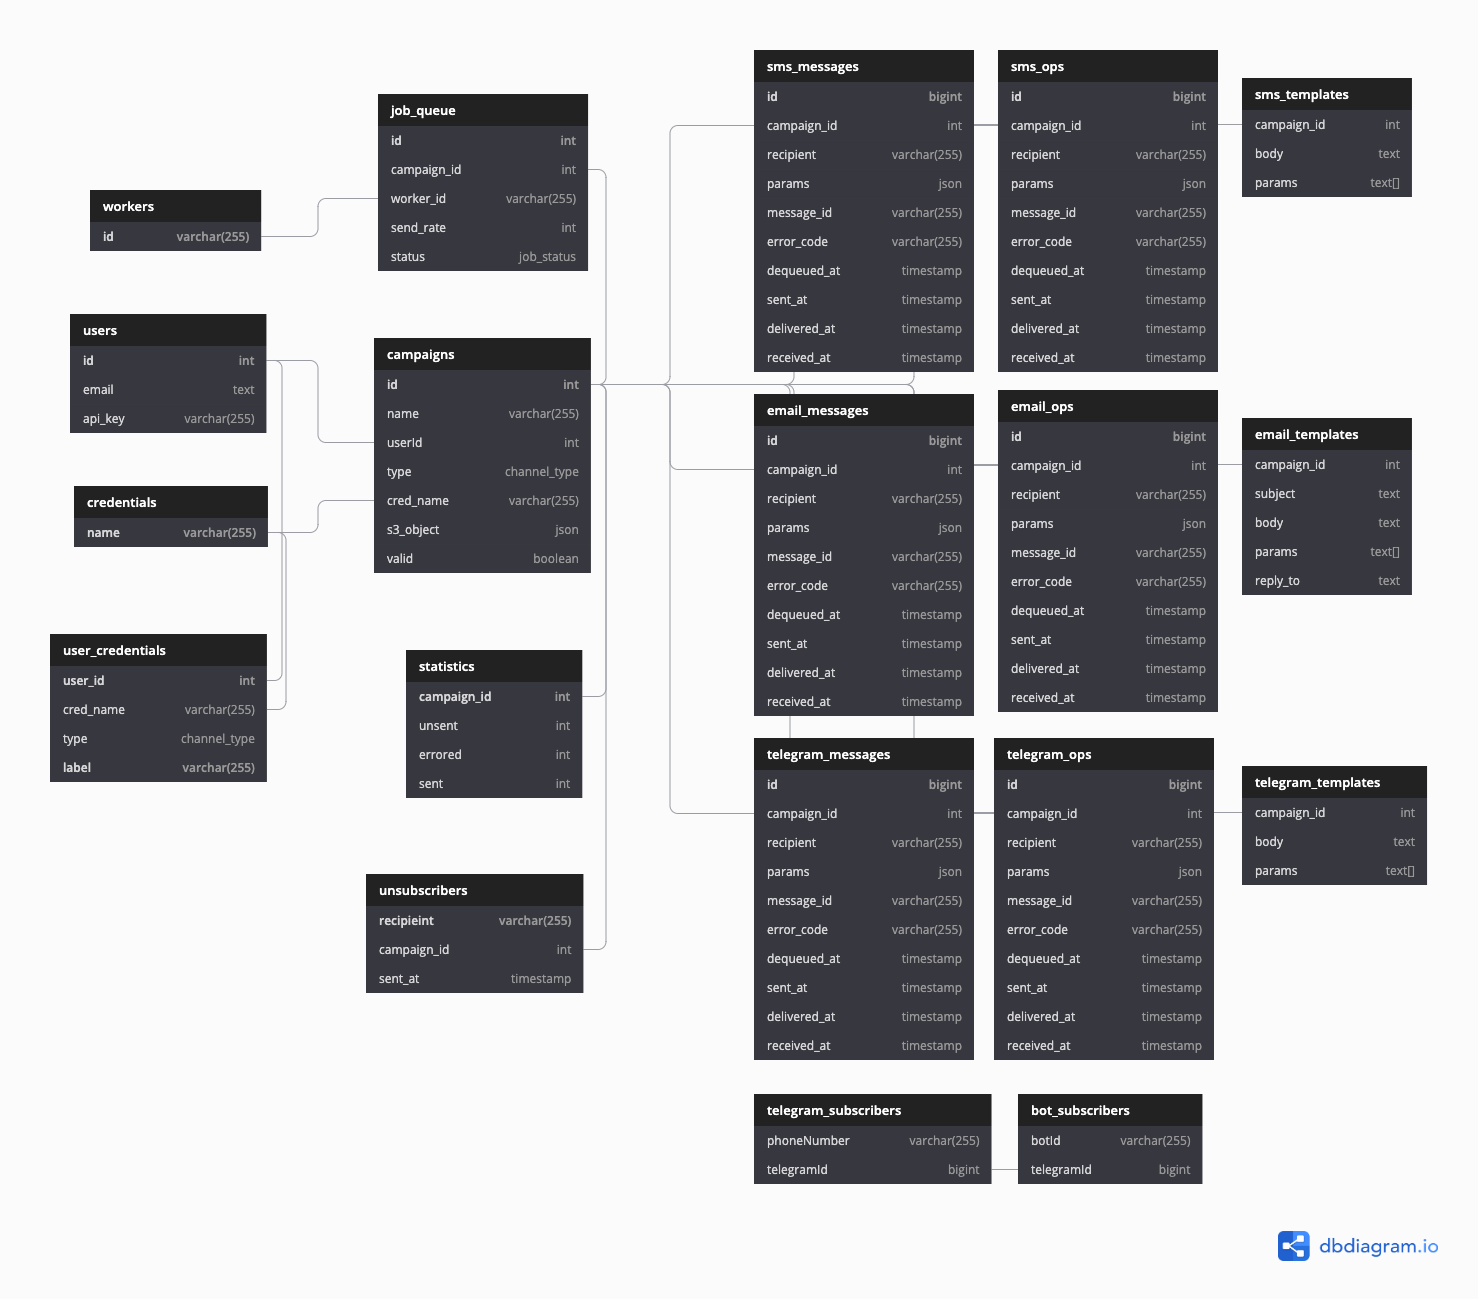 workers
id varchar(255)
users
id int
email text
api_key varchar(255)
credentials
name varchar(255)
user_credentials
user_id int
cred_name varchar(255)
type channel_type
label varchar(255)
job_queue
id int
campaign_id int
worker_id varchar(255)
send_rate int
status job_status
campaigns
id int
name varchar(255)
userId int
type channel_type
cred_name varchar(255)
s3_object json
valid boolean
statistics
campaign_id int
unsent int
errored int
sent int
unsubscribers
recipieint varchar(255)
campaign_id int
sent_at timestamp
sms_messages
id bigint
campaign_id int
recipient varchar(255)
params json
message_id varchar(255)
error_code varchar(255)
dequeued_at timestamp
sent_at timestamp
delivered_at timestamp
received_at timestamp
sms_ops
id bigint
campaign_id int
recipient varchar(255)
params json
message_id varchar(255)
error_code varchar(255)
dequeued_at timestamp
sent_at timestamp
delivered_at timestamp
received_at timestamp
sms_templates
campaign_id int
body text
params text[]
email_messages
id bigint
campaign_id int
recipient varchar(255)
params json
message_id varchar(255)
error_code varchar(255)
dequeued_at timestamp
sent_at timestamp
delivered_at timestamp
received_at timestamp
email_ops
id bigint
campaign_id int
recipient varchar(255)
params json
message_id varchar(255)
error_code varchar(255)
dequeued_at timestamp
sent_at timestamp
delivered_at timestamp
received_at timestamp
email_templates
campaign_id int
subject text
body text
params text[]
reply_to text
telegram_messages
id bigint
campaign_id int
recipient varchar(255)
params json
message_id varchar(255)
error_code varchar(255)
dequeued_at timestamp
sent_at timestamp
delivered_at timestamp
received_at timestamp
telegram_ops
id bigint
campaign_id int
recipient varchar(255)
params json
message_id varchar(255)
error_code varchar(255)
dequeued_at timestamp
sent_at timestamp
delivered_at timestamp
received_at timestamp
telegram_templates
campaign_id int
body text
params text[]
telegram_subscribers
phoneNumber varchar(255)
telegramId bigint
bot_subscribers
botId varchar(255)
telegramId bigint
dbdiagram.io